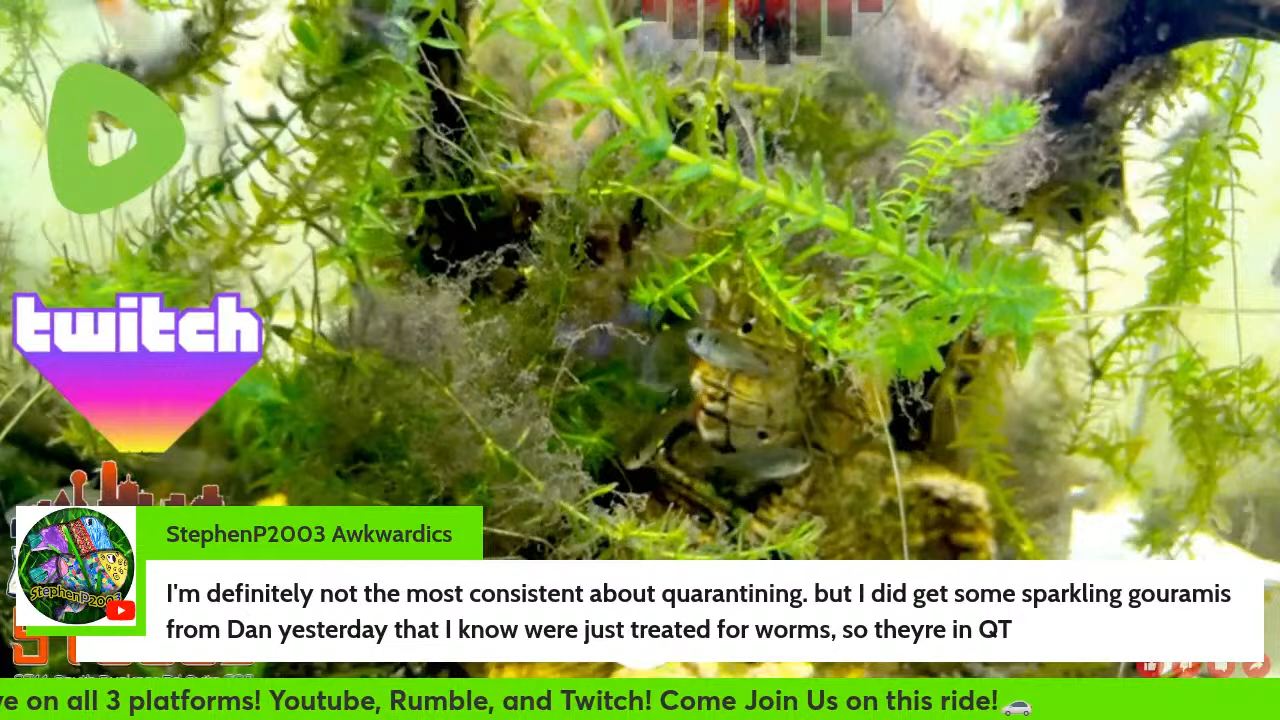 twitch
StephenP2003 Awkwardics
StephenP2003
I'm definitely not the most consistent about quarantining. but I did get some sparkling gouramis
from Dan yesterday that I know were just treated for worms, so theyre in QT
ve on all 3 platforms! Youtube, Rumble, and Twitch! Come Join Us on this ride!